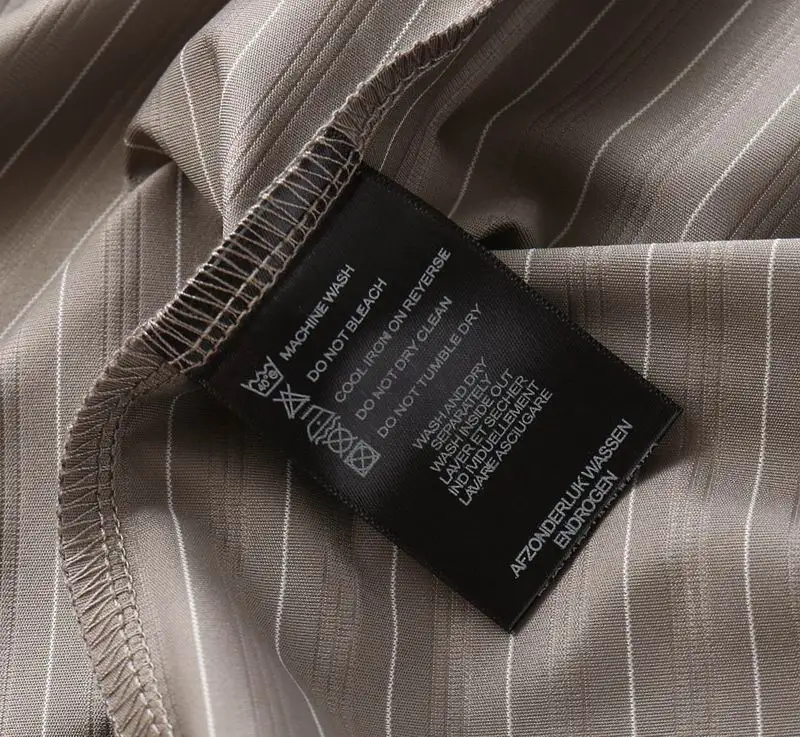 MACHINE WASH
DO NOT BLEACH
COOL IRON ON REVERSE
DO NOT DRY CLEAN
DO NOT TUMBLE DRY
WASH AND DRY
SEPARATELY
WASH INSIDE OUT
LAVER ET SECHER
INDIVIDUELLEMENT
LAVARE ASCIUGARE
AFZONDERLIJK WASSEN
ENDROGEN